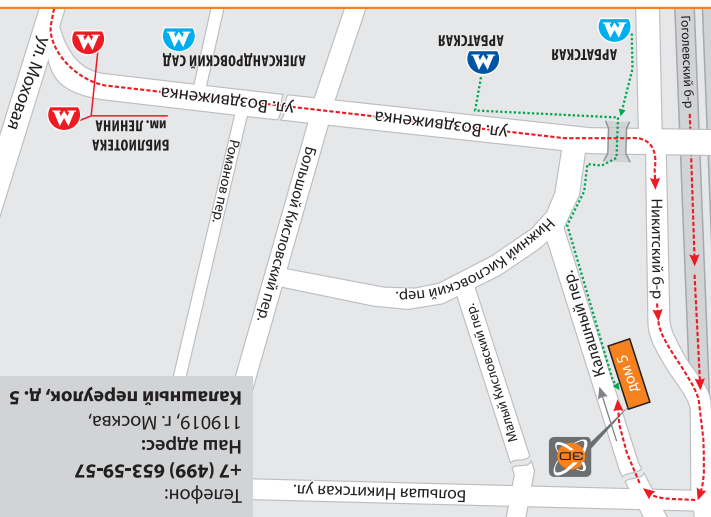 Телефон:
+7 (499) 653-59-57
Наш адрес:
119019, г. Москва,
Калашный переулок, д. 5
Большая Никитская ул.
3D
дом 5
Калашный пер.
Малый Кисловский пер.
Нижний Кисловский пер.
Никитский б-р
Большой Кисловский пер.
Романов пер.
ул. Воздвиженка
ул. Воздвиженка
БИБЛИОТЕКА
им. ЛЕНИНА
М
М
АЛЕКСАНДРОВСКИЙ САД
М
АРБАТСКАЯ
М
АРБАТСКАЯ
М
Гоголевский б-р
ул. Моховая